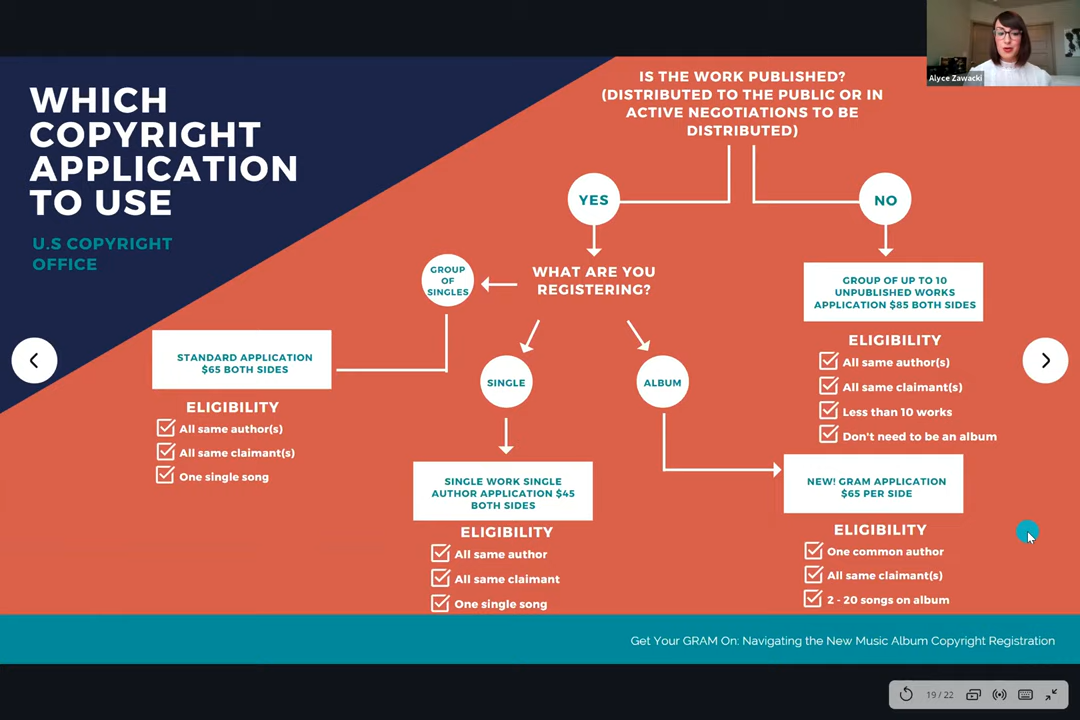 Alyce Zawacki
WHICH
COPYRIGHT
APPLICATION
TO USE
U.S COPYRIGHT
OFFICE
IS THE WORK PUBLISHED?
(DISTRIBUTED TO THE PUBLIC OR IN
ACTIVE NEGOTIATIONS TO BE
DISTRIBUTED)
YES
NO
WHAT ARE YOU
REGISTERING?
GROUP
OF
SINGLES
STANDARD APPLICATION
$65 BOTH SIDES
ELIGIBILITY
All same author(s)
All same claimant(s)
One single song
SINGLE
SINGLE WORK SINGLE
AUTHOR APPLICATION $45
BOTH SIDES
ELIGIBILITY
All same author
All same claimant
One single song
ALBUM
NEW! GRAM APPLICATION
$65 PER SIDE
ELIGIBILITY
One common author
All same claimant(s)
2 - 20 songs on album
GROUP OF UP TO 10
UNPUBLISHED WORKS
APPLICATION $85 BOTH SIDES
ELIGIBILITY
All same author(s)
All same claimant(s)
Less than 10 works
Don't need to be an album
Get Your GRAM On: Navigating the New Music Album Copyright Registration
19 / 22